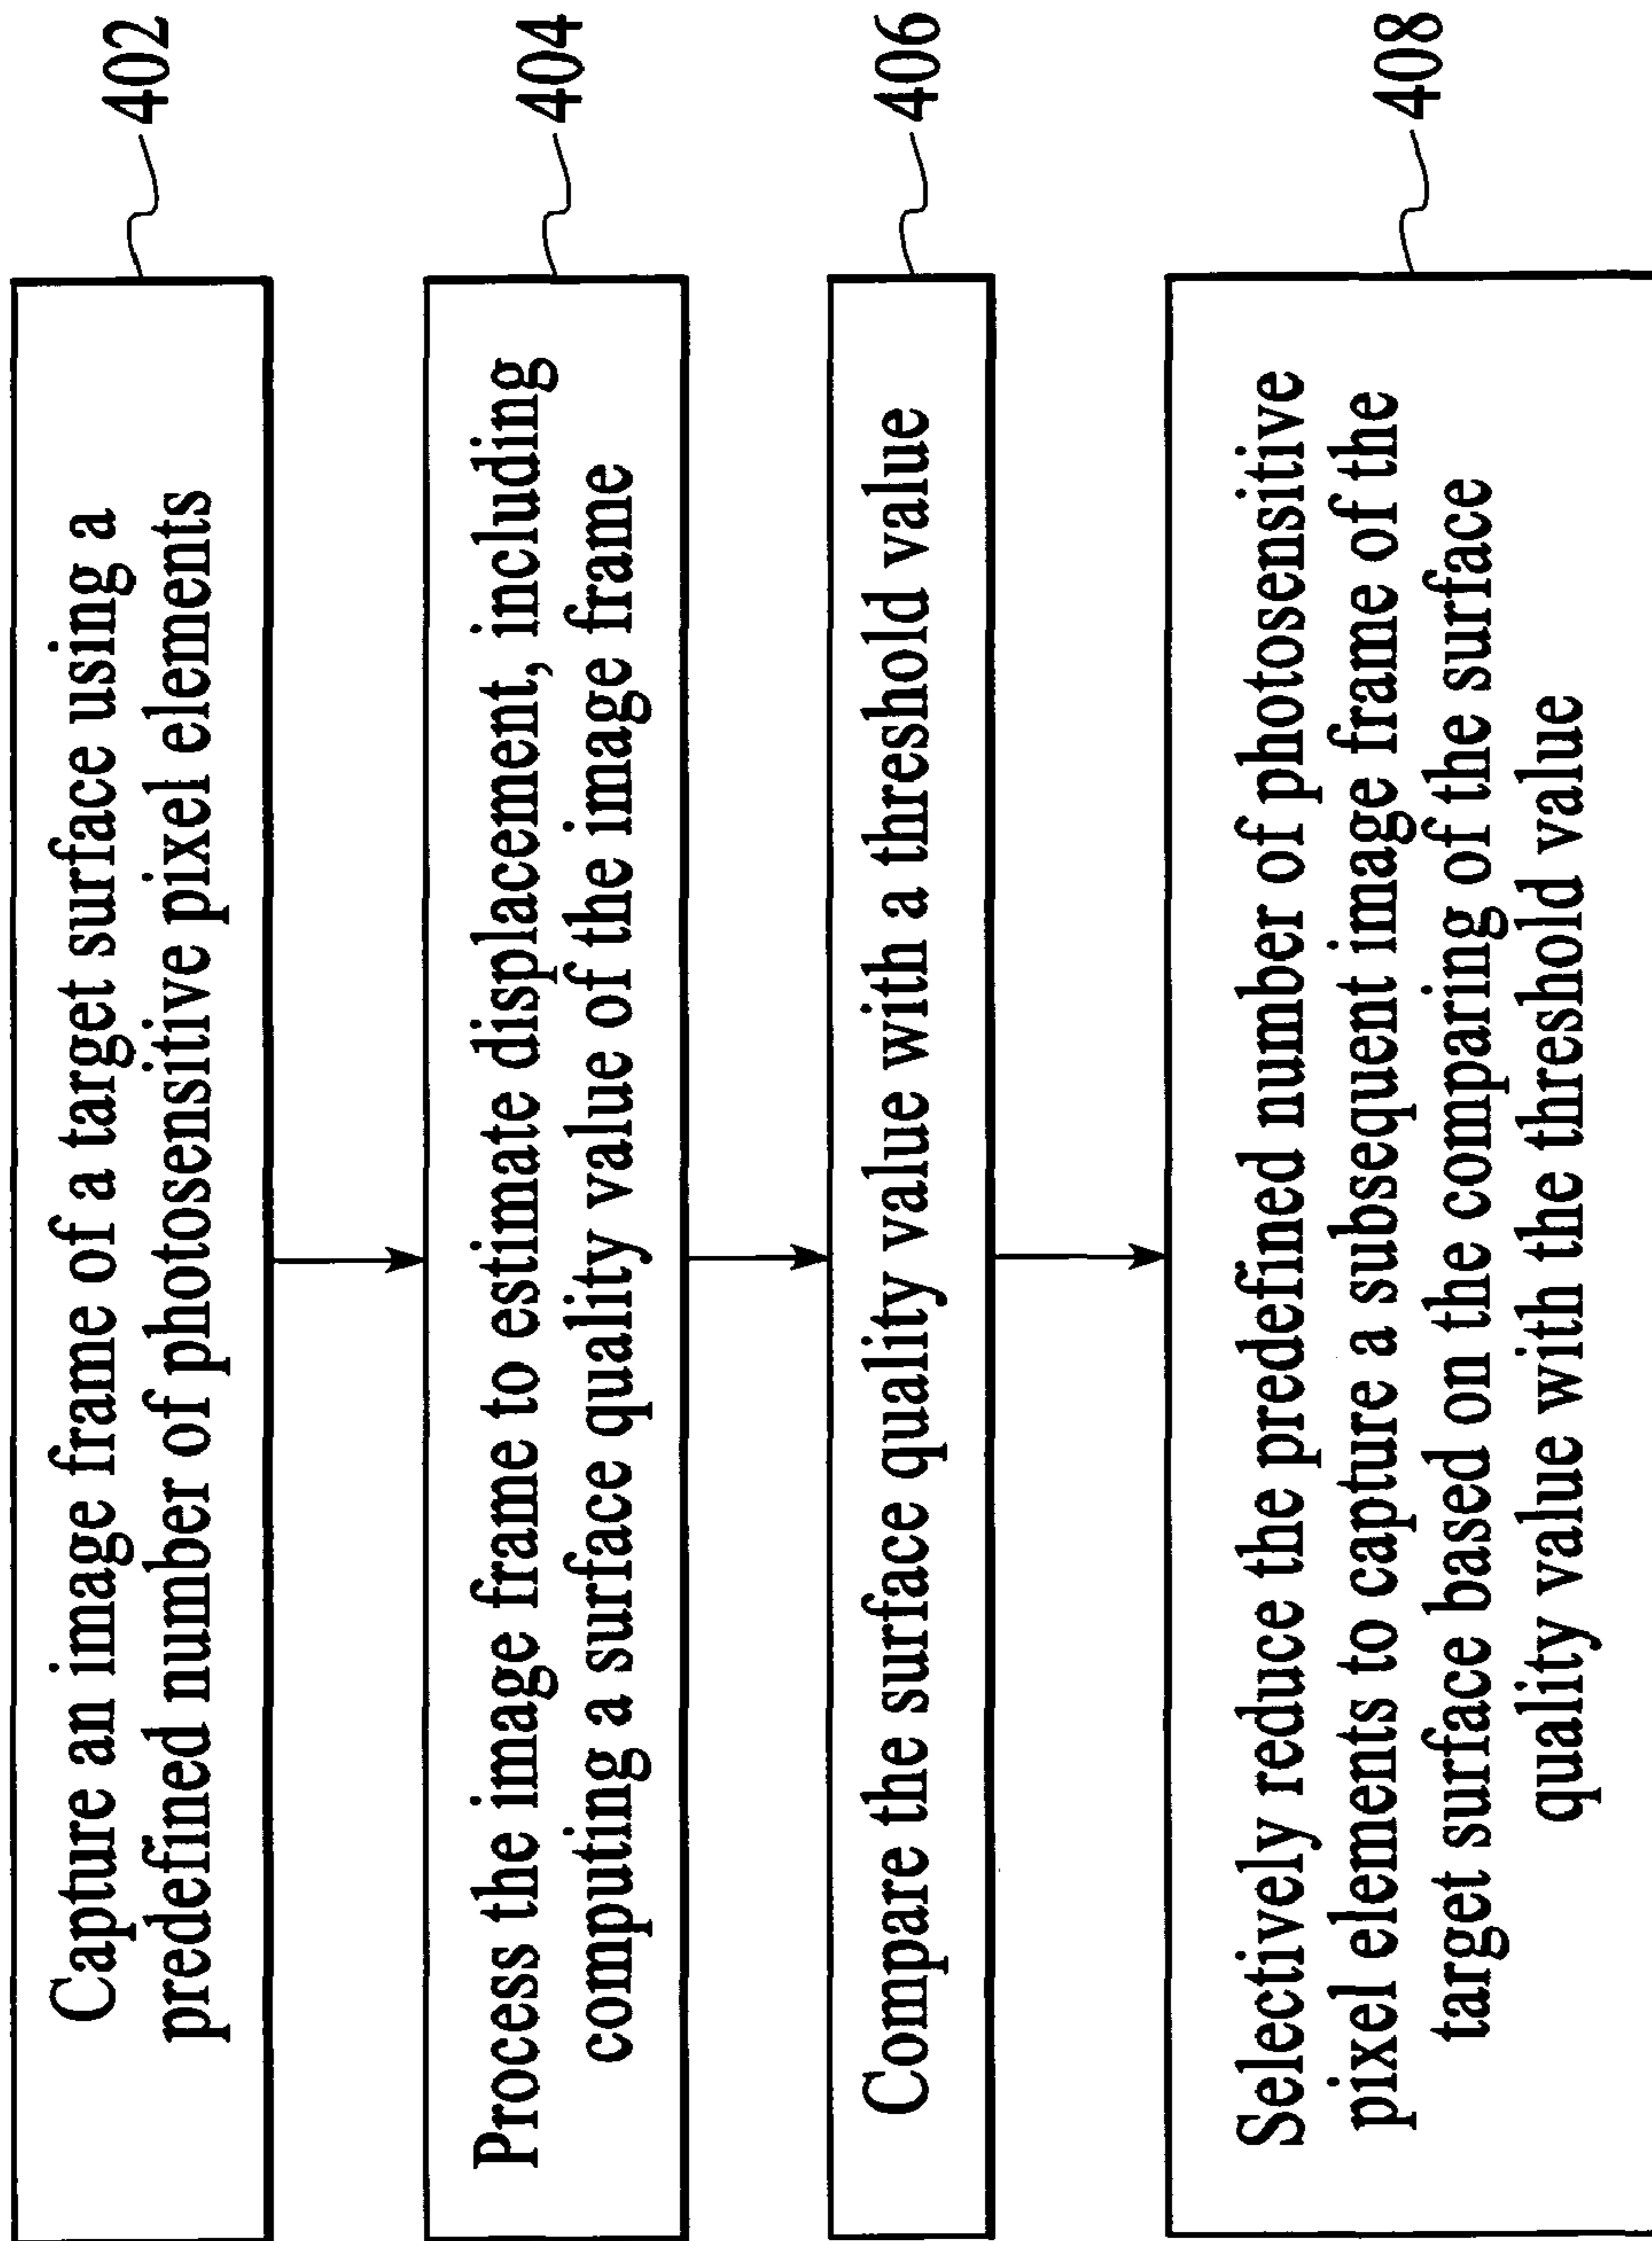 Capture an image frame of a target surface using a
predefined number of photosensitive pixel elements
402
Process the image frame to estimate displacement, including
computing a surface quality value of the image frame
404
Compare the surface quality value with a threshold value
406
Selectively reduce the predefined number of photosensitive
pixel elements to capture a subsequent image frame of the
target surface based on the comparing of the surface
quality value with the threshold value
408